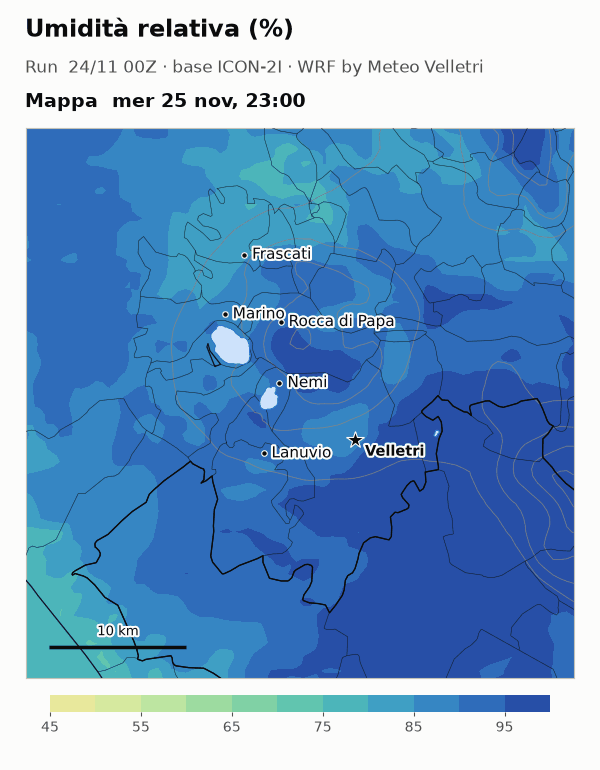 Umidità relativa (%)
Run  24/11 00Z · base ICON-2I · WRF by Meteo Velletri
Mappa  mer 25 nov, 23:00
Frascati
Marino
Rocca di Papa
Nemi
Velletri
Lanuvio
10 km
45 55 65 75 85 95